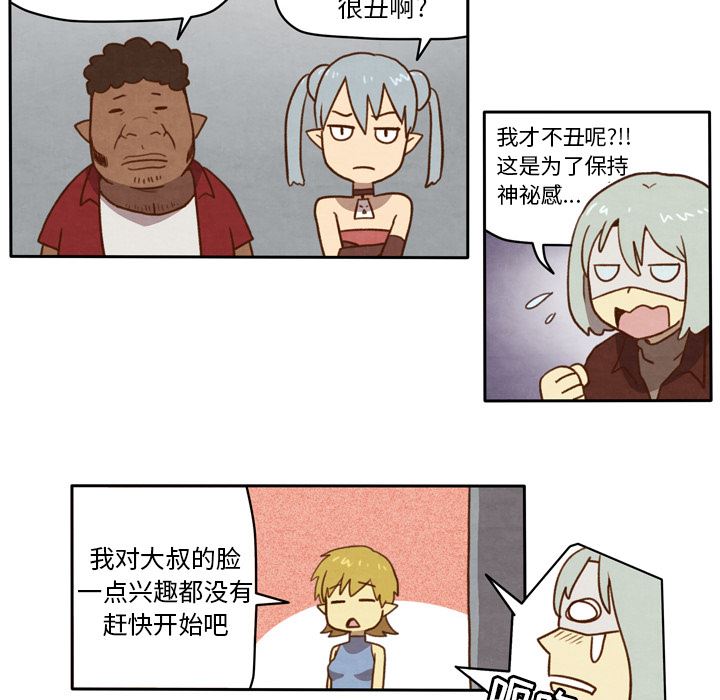 很丑啊?
我才不丑呢?!!
这是为了保持
神祕感...
我对大叔的脸
一点兴趣都没有
赶快开始吧